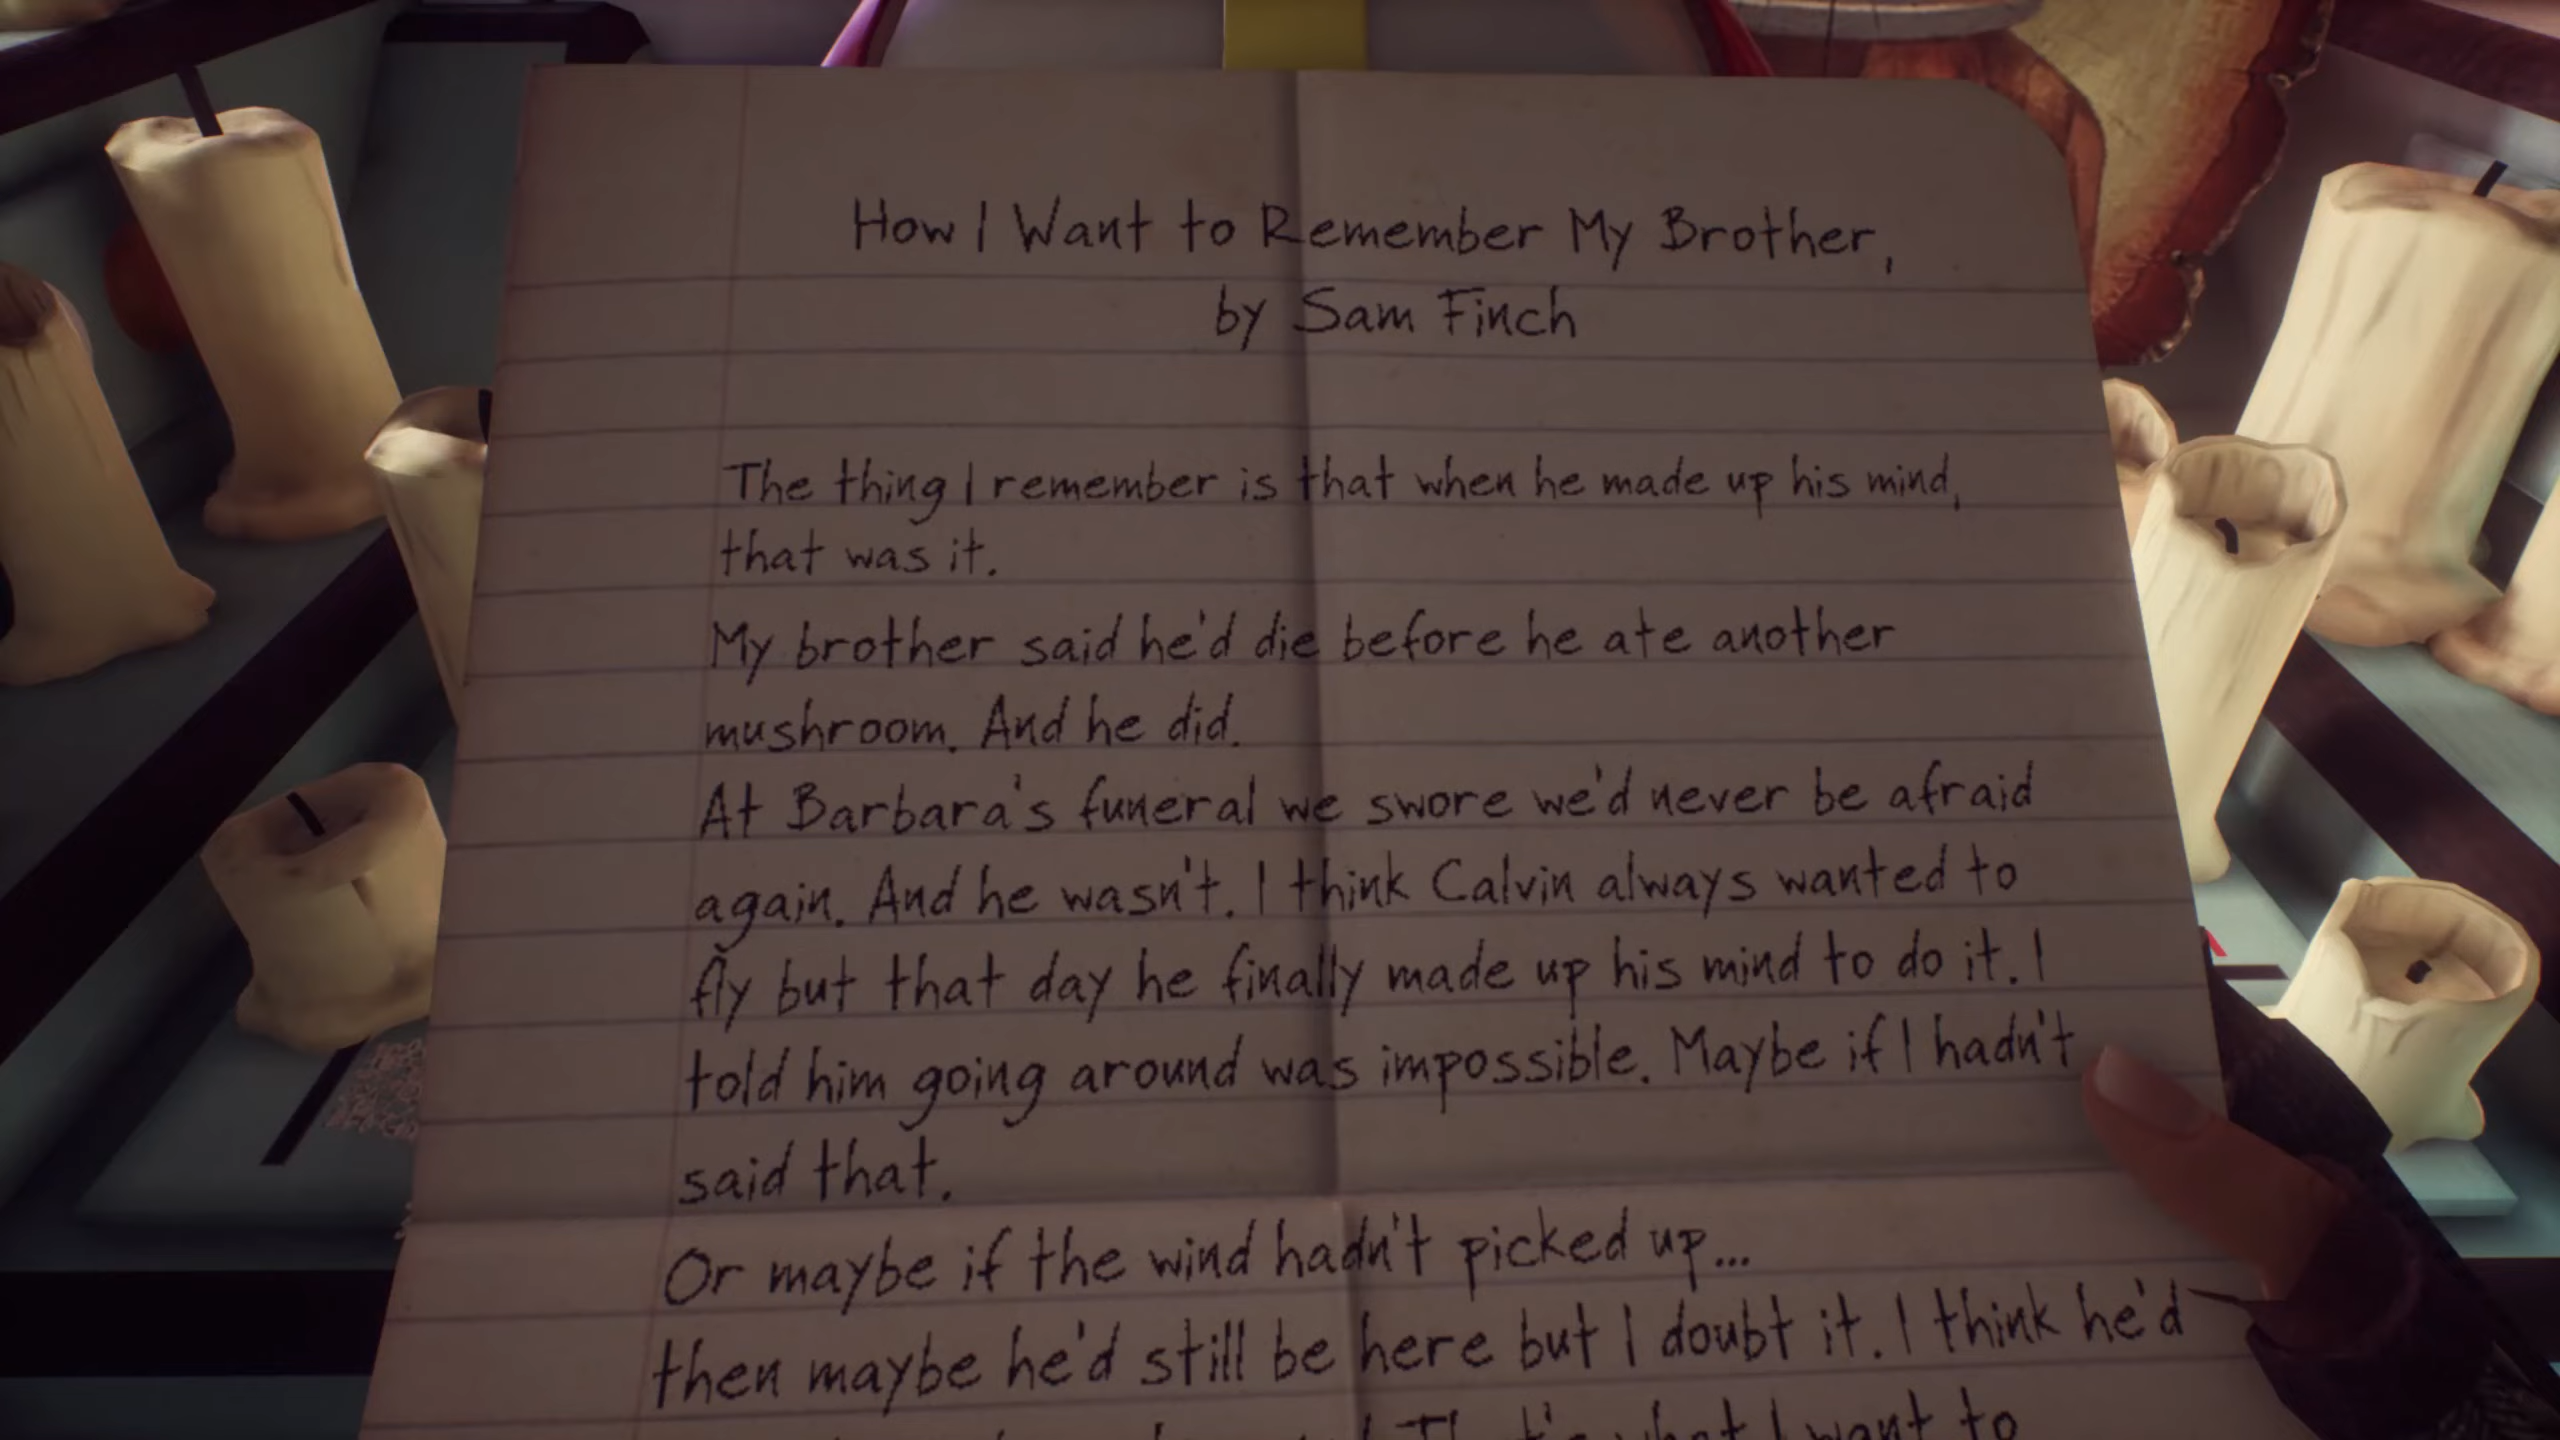 How I Want to Remember My Brother,
by Sam Finch
The thing I remember is that when he made up his mind,
that was it.
My brother said he'd die before he ate another
mushroom. And he did.
At Barbara's funeral we swore we'd never be afraid
again. And he wasn't. I think Calvin always wanted to
fly but that day he finally made up his mind to do it. I
told him going around was impossible. Maybe if I hadn't
said that.
Or maybe if the wind hadn't picked up...
then maybe he'd still be here but I doubt it. I think he'd
That's what I want to